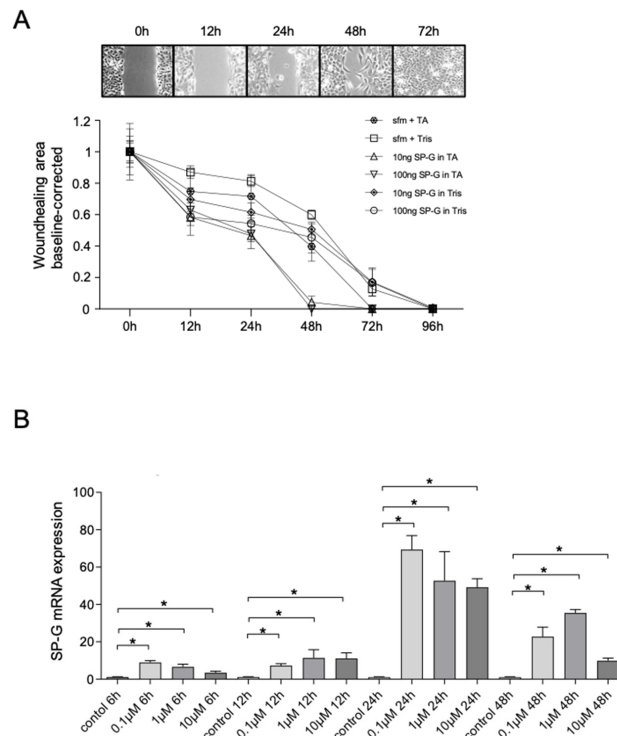 A
0h 12h 24h 48h 72h
Woundhealing area
baseline-corrected
1.2
1
0.8
0.6
0.4
0.2
0
0h 12h 24h 48h 72h 96h
sfm + TA
sfm + Tris
10ng SP-G in TA
100ng SP-G in TA
10ng SP-G in Tris
100ng SP-G in Tris
B
SP-G mRNA expression
100
80
60
40
20
0
* * * * * * * * * * * *
contol 6h
0.1µM 6h
1µM 6h
10µM 6h
control 12h
0.1µM 12h
1µM 12h
10µM 12h
control 24h
0.1µM 24h
1µM 24h
10µM 24h
control 48h
0.1µM 48h
1µM 48h
10µM 48h